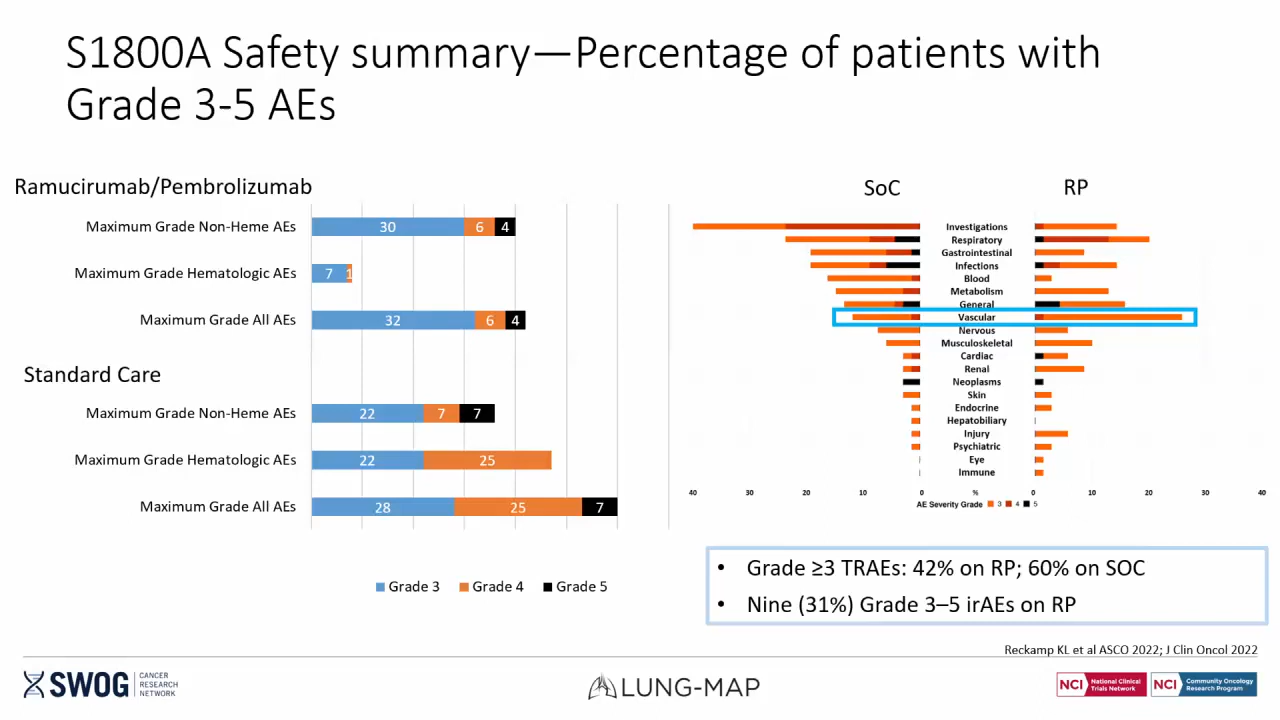 S1800A Safety summary—Percentage of patients with
Grade 3-5 AEs
Ramucirumab/Pembrolizumab
Maximum Grade Non-Heme AEs
30 6 4
Maximum Grade Hematologic AEs
7 1
Maximum Grade All AEs
32 6 4
Standard Care
Maximum Grade Non-Heme AEs
22 7 7
Maximum Grade Hematologic AEs
22 25
Maximum Grade All AEs
28 25 7
Grade 3 Grade 4 Grade 5
SoC RP
Investigations
Respiratory
Gastrointestinal
Infections
Blood
Metabolism
General
Vascular
Nervous
Musculoskeletal
Cardiac
Renal
Neoplasms
Skin
Endocrine
Hepatobiliary
Injury
Psychiatric
Eye
Immune
40 30 20 10 0 % 0 10 20 30 40
AE Severity Grade 3 4 5
• Grade ≥3 TRAEs: 42% on RP; 60% on SOC
• Nine (31%) Grade 3–5 irAEs on RP
Reckamp KL et al ASCO 2022; J Clin Oncol 2022
SWOG
CANCER
RESEARCH
NETWORK
LUNG-MAP
NCI National Clinical
Trials Network
NCI Community Oncology
Research Program